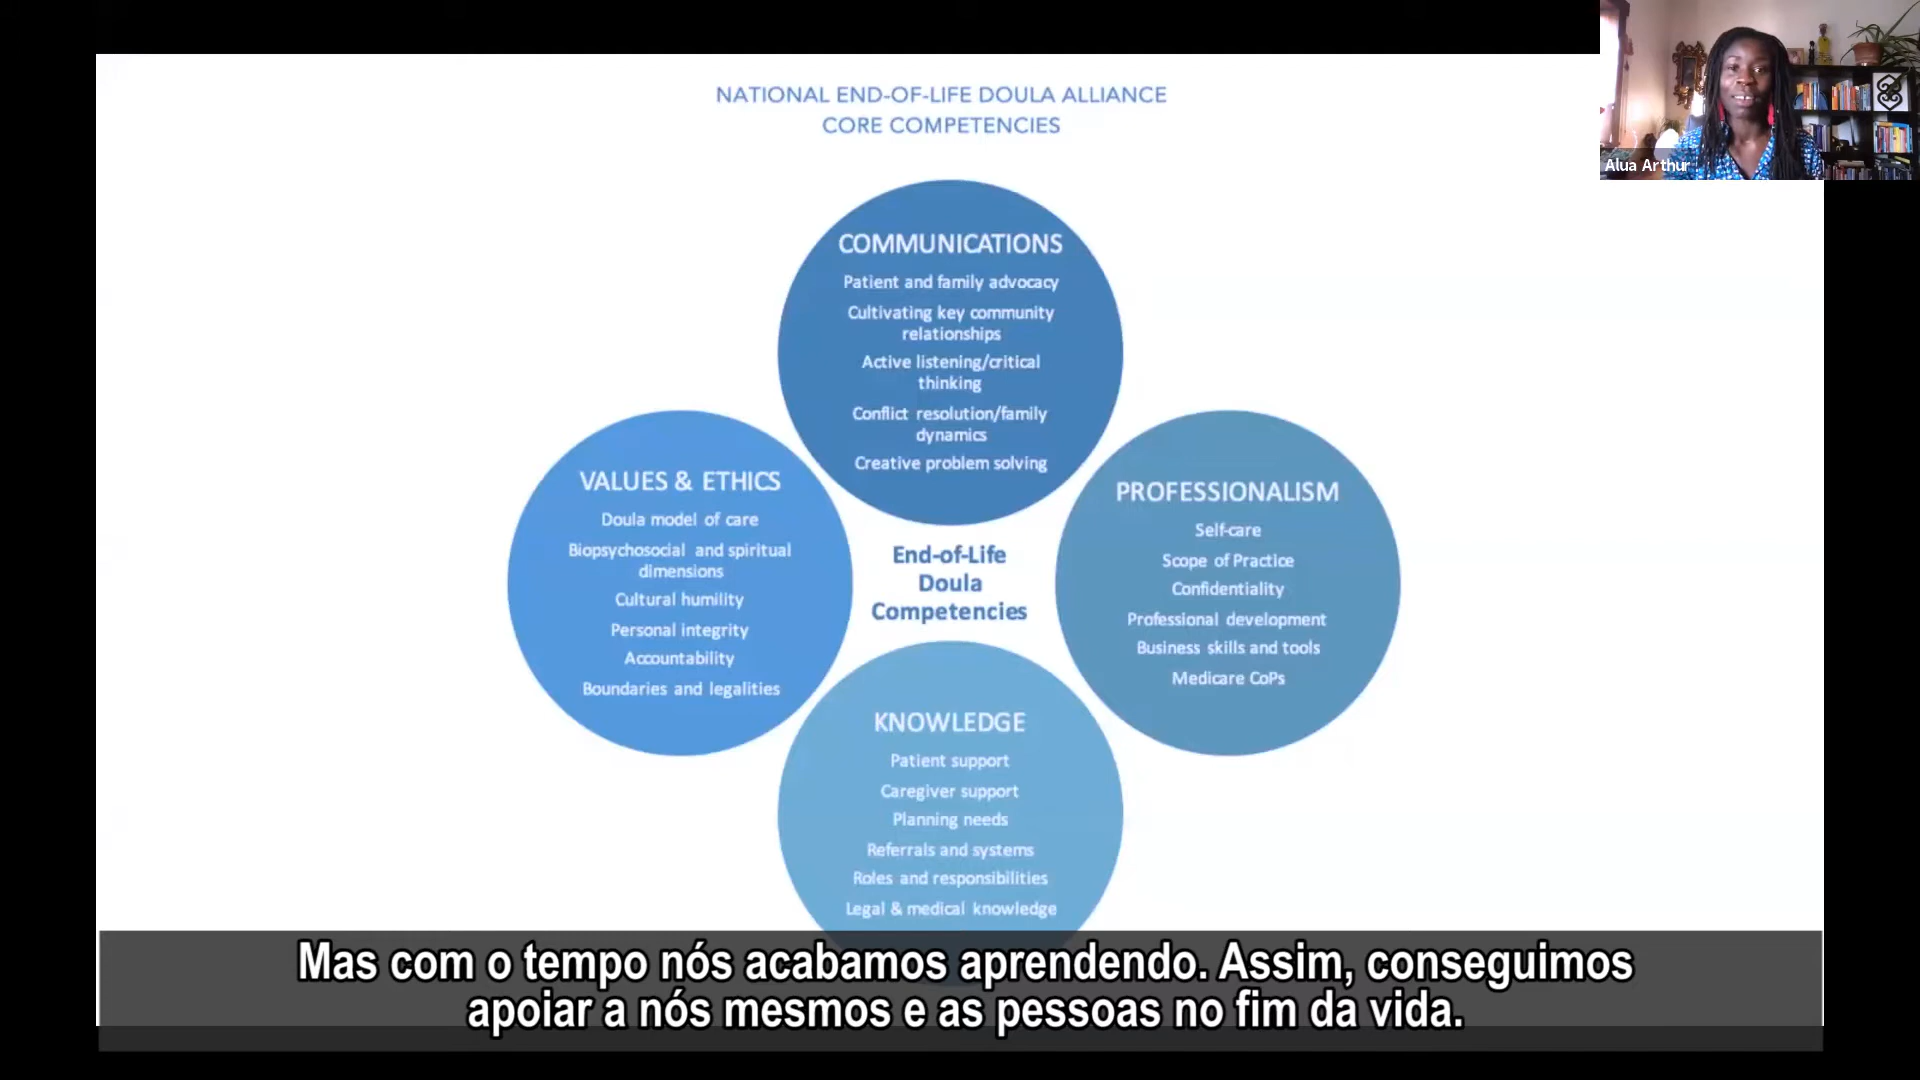 NATIONAL END-OF-LIFE DOULA ALLIANCE
CORE COMPETENCIES
Alua Arthur
COMMUNICATIONS
Patient and family advocacy
Cultivating key community
relationships
Active listening/critical
thinking
Conflict resolution/family
dynamics
Creative problem solving
VALUES & ETHICS
Doula model of care
Biopsychosocial and spiritual
dimensions
Cultural humility
Personal integrity
Accountability
Boundaries and legalities
End-of-Life
Doula
Competencies
PROFESSIONALISM
Self-care
Scope of Practice
Confidentiality
Professional development
Business skills and tools
Medicare CoPs
KNOWLEDGE
Patient support
Caregiver support
Planning needs
Referrals and systems
Roles and responsibilities
Legal & medical knowledge
Mas com o tempo nós acabamos aprendendo. Assim, conseguimos
apoiar a nós mesmos e as pessoas no fim da vida.